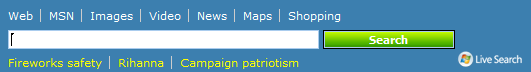 Web | MSN | Images | Video | News | Maps | Shopping
Search
Fireworks safety | Rihanna | Campaign patriotism
Live Search